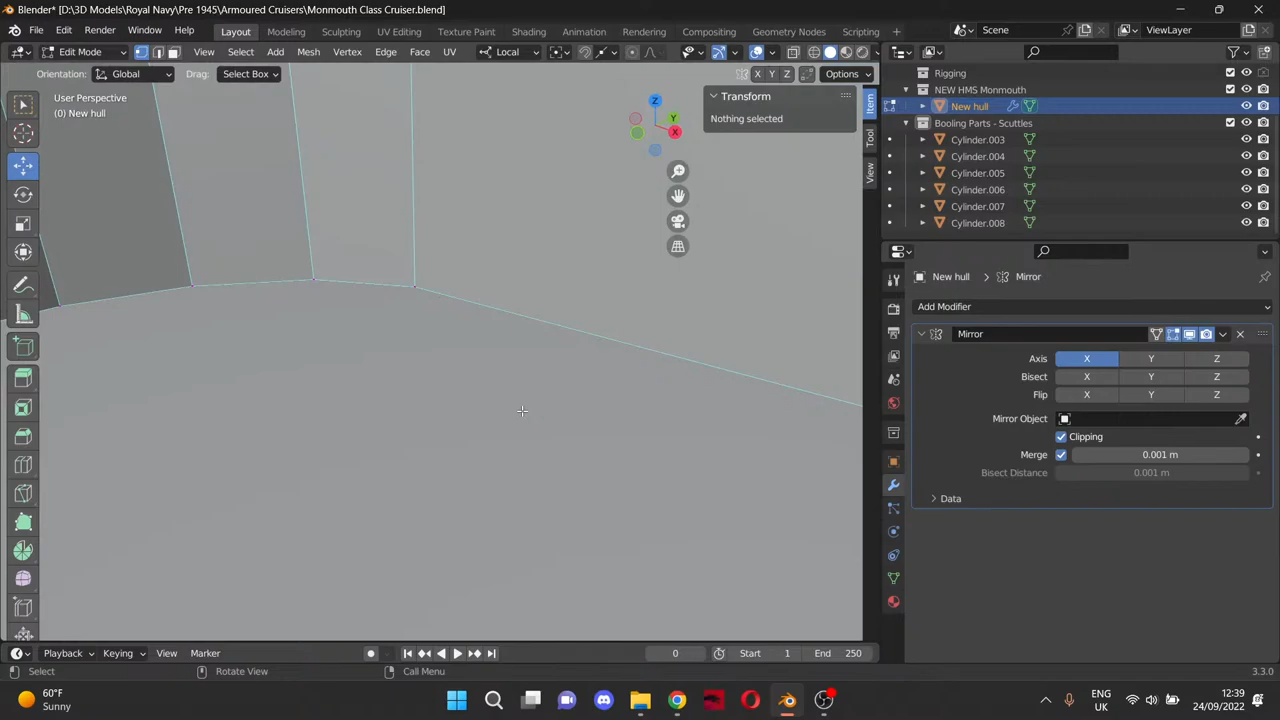 Blender* [D:\3D Models\Royal Navy\Pre 1945\Armoured Cruisers\Monmouth Class Cruiser.blend]
File Edit Render Window Help Layout Modeling Sculpting UV Editing Texture Paint Shading Animation Rendering Compositing Geometry Nodes Scripting Scene ViewLayer
Edit Mode View Select Add Mesh Vertex Edge Face UV Local
Orientation: Global Drag: Select Box X Y Z Options
Rigging
NEW HMS Monmouth
New hull
Booling Parts - Scuttles
Cylinder.003
Cylinder.004
Cylinder.005
Cylinder.006
Cylinder.007
Cylinder.008
User Perspective
(0) New hull
Transform
Nothing selected
Item
Tool
View
Z
Y
X
New hull Mirror
Add Modifier
Mirror
Axis X Y Z
Bisect X Y Z
Flip X Y Z
Mirror Object
Clipping
Merge 0.001 m
Bisect Distance 0.001 m
Data
Playback Keying View Marker 0 Start 1 End 250
Select Rotate View Call Menu 3.3.0
60°F
Sunny
ENG
UK
12:39
24/09/2022